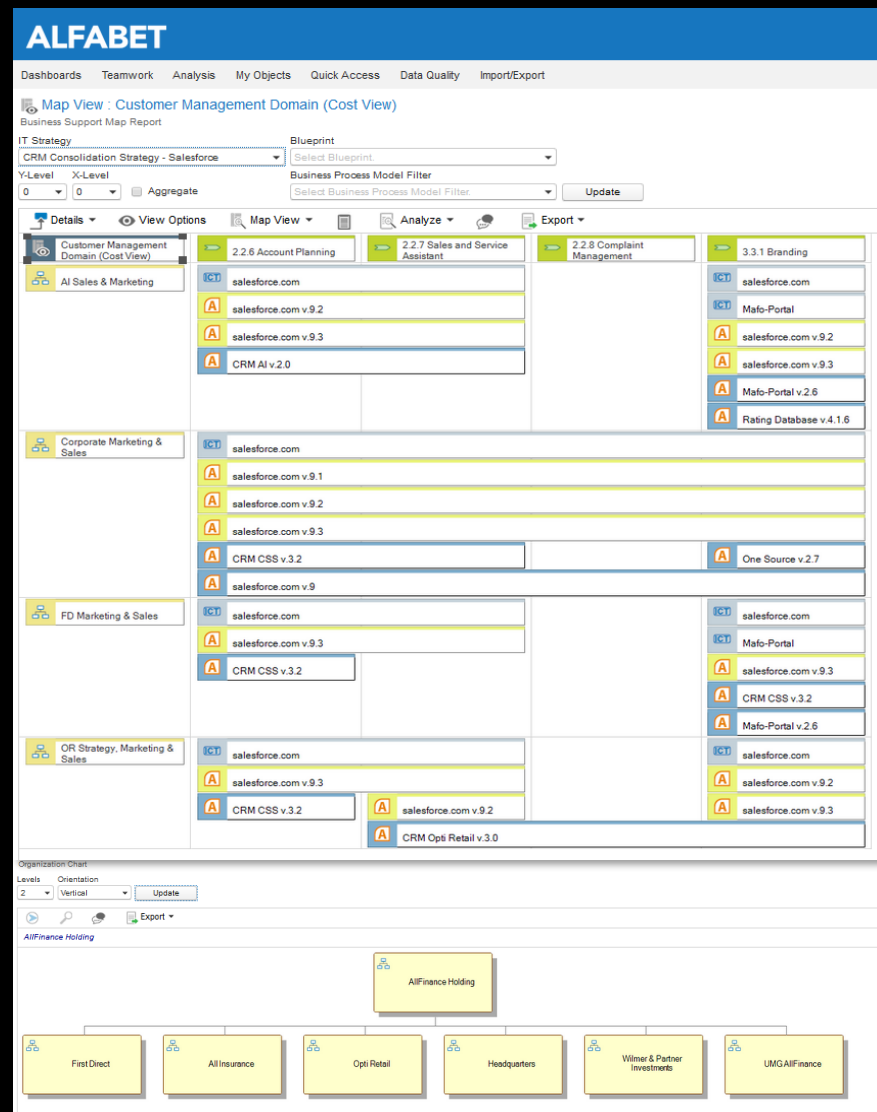 ALFABET
Dashboards Teamwork Analysis My Objects Quick Access Data Quality Import/Export
Map View : Customer Management Domain (Cost View)
Business Support Map Report
IT Strategy Blueprint
CRM Consolidation Strategy - Salesforce Select Blueprint.
Y-Level X-Level Business Process Model Filter
0 0 Aggregate Select Business Process Model Filter. Update
Details View Options Map View Analyze Export
Customer Management
Domain (Cost View)
2.2.6 Account Planning
2.2.7 Sales and Service
Assistant
2.2.8 Complaint
Management
3.3.1 Branding
AI Sales & Marketing
ICT salesforce.com
A salesforce.com v.9.2
A salesforce.com v.9.3
A CRM AI v.2.0
ICT salesforce.com
ICT Mafo-Portal
A salesforce.com v.9.2
A salesforce.com v.9.3
A Mafo-Portal v.2.6
A Rating Database v.4.1.6
Corporate Marketing &
Sales
ICT salesforce.com
A salesforce.com v.9.1
A salesforce.com v.9.2
A salesforce.com v.9.3
A CRM CSS v.3.2
A One Source v.2.7
A salesforce.com v.9
FD Marketing & Sales
ICT salesforce.com
A salesforce.com v.9.3
A CRM CSS v.3.2
ICT salesforce.com
ICT Mafo-Portal
A salesforce.com v.9.3
A CRM CSS v.3.2
A Mafo-Portal v.2.6
OR Strategy, Marketing &
Sales
ICT salesforce.com
A salesforce.com v.9.3
A CRM CSS v.3.2
A salesforce.com v.9.2
A CRM Opti Retail v.3.0
ICT salesforce.com
A salesforce.com v.9.2
A salesforce.com v.9.3
Organization Chart
Levels Orientation
2 Vertical Update
Export
AllFinance Holding
AllFinance Holding
First Direct
All Insurance
Opti Retail
Headquarters
Wilmer & Partner
Investments
UMG AllFinance